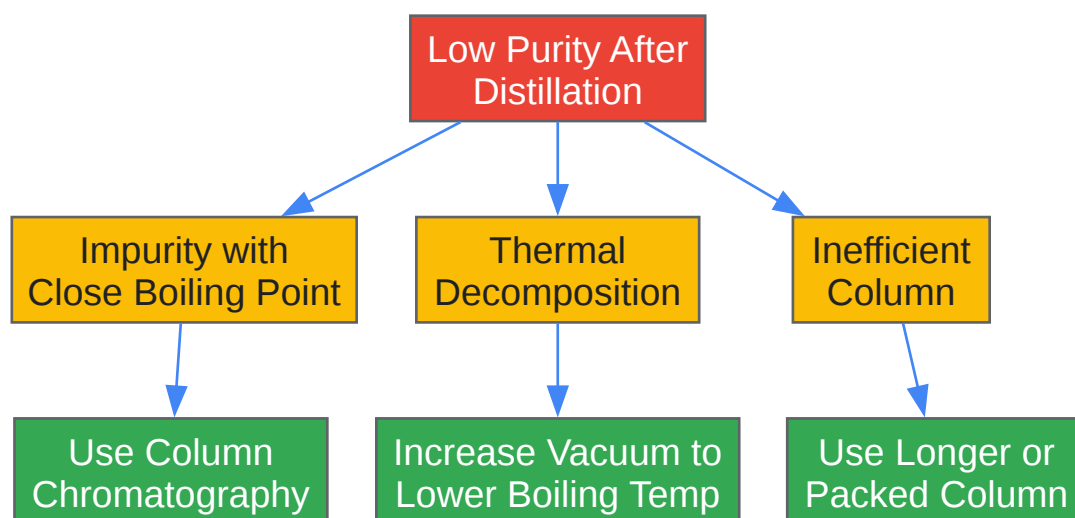 Low Purity After
Distillation
Impurity with
Close Boiling Point
Thermal
Decomposition
Inefficient
Column
Use Column
Chromatography
Increase Vacuum to
Lower Boiling Temp
Use Longer or
Packed Column